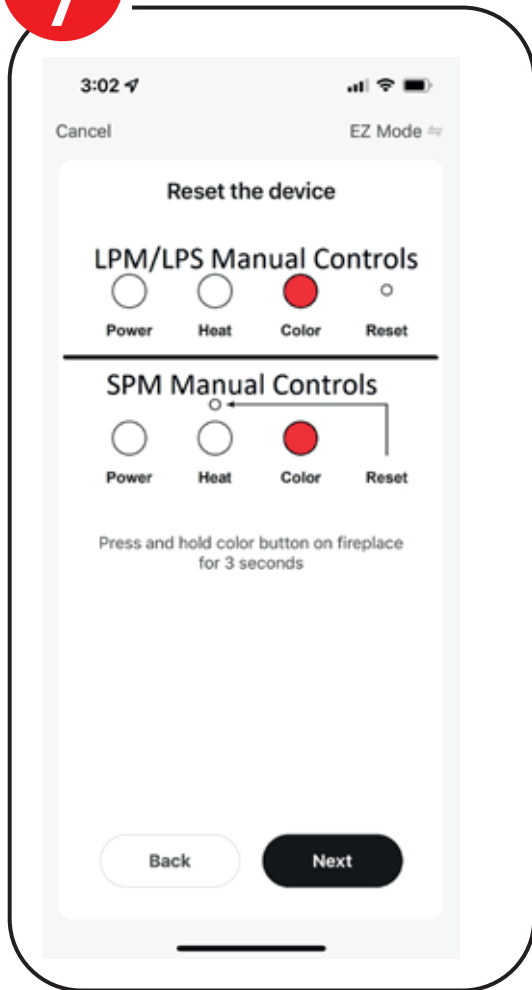 7
3:02
Cancel EZ Mode
Reset the device
LPM/LPS Manual Controls
Power Heat Color Reset
SPM Manual Controls
Power Heat Color Reset
Press and hold color button on fireplace
for 3 seconds
Back Next